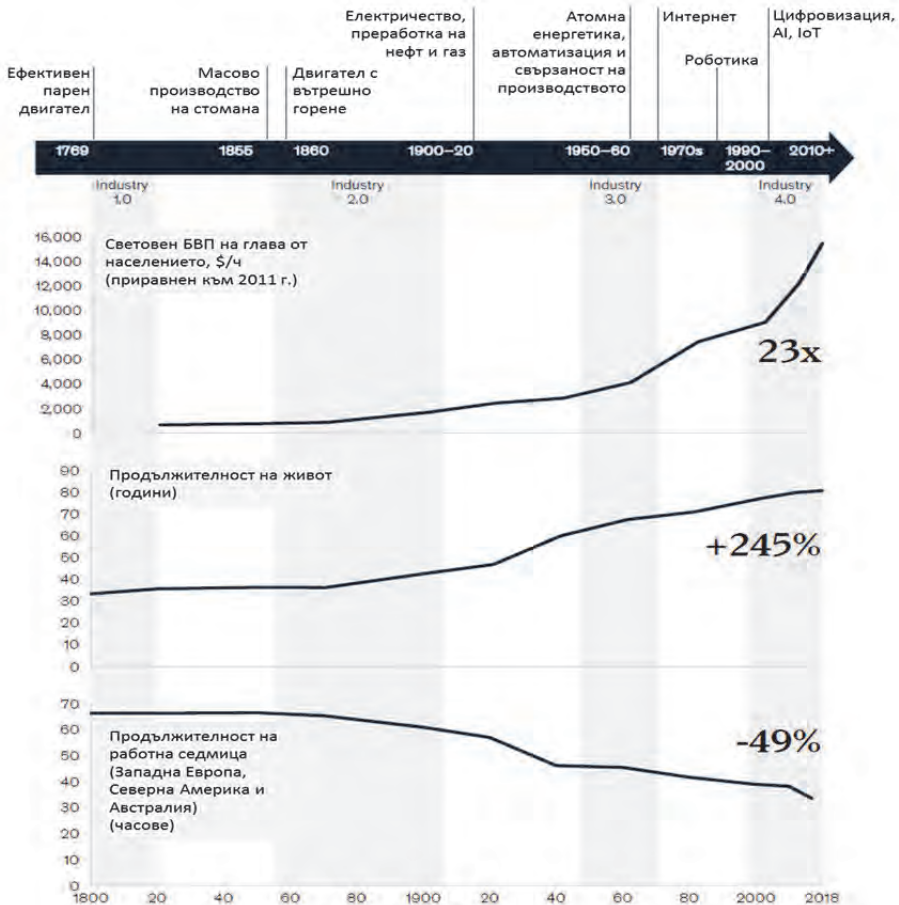 Ефективен
парен
двигател
Масово
производство
на стомана
Двигател с
вътрешно
горене
Електричество,
преработка на
нефт и газ
Атомна
енергетика,
автоматизация и
свързаност на
производството
Интернет
Роботика
Цифровизация,
AI, IoT
1769
1855
1860
1900–20
1950–60
1970s
1990–
2000
2010+
Industry
1.0
Industry
2.0
Industry
3.0
Industry
4.0
Световен БВП на глава от
населението, $/ч
(приравнен към 2011 г.)
16,000
14,000
12,000
10,000
8,000
6,000
4,000
2,000
0
23x
Продължителност на живот
(години)
90
80
70
60
50
40
30
20
10
0
+245%
Продължителност на
работна седмица
(Западна Европа,
Северна Америка и
Австралия)
(часове)
70
60
50
40
30
20
10
0
-49%
1800 20 40 60 80 1900 20 40 60 80 2000 2018